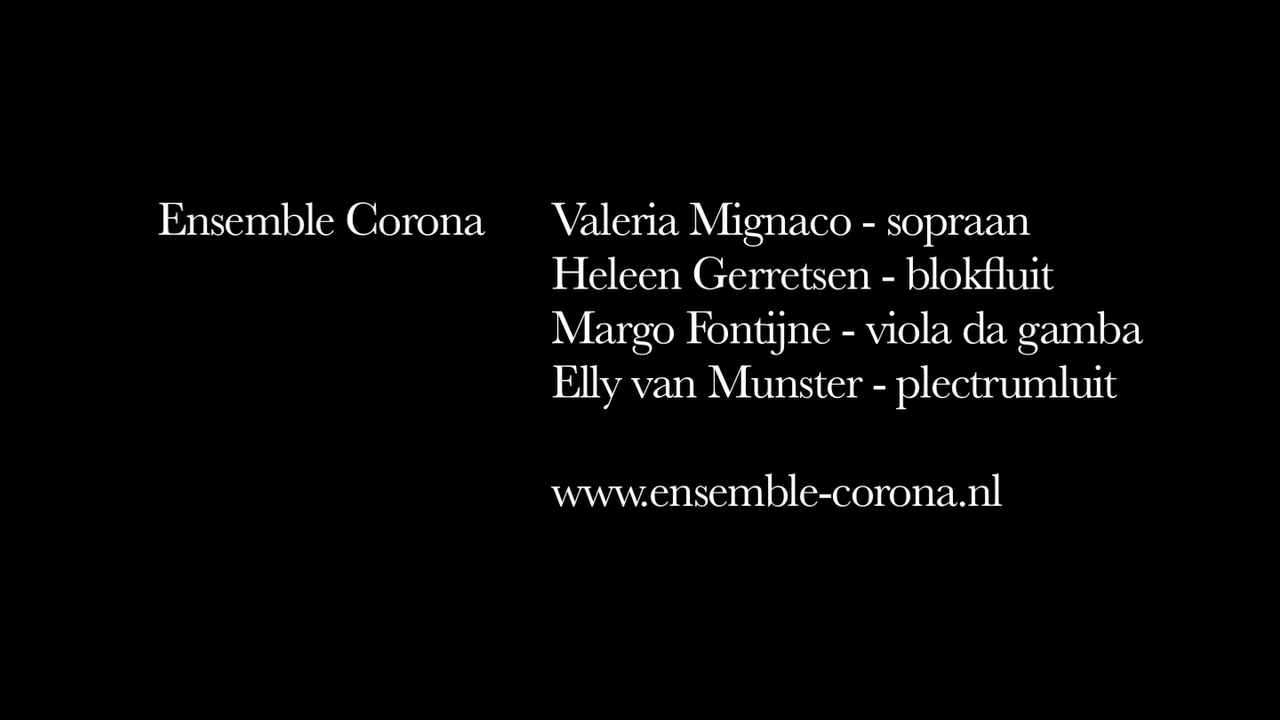 Ensemble Corona Valeria Mignaco - sopraan
Heleen Gerretsen - blokfluit
Margo Fontijne - viola da gamba
Elly van Munster - plectrumluit
www.ensemble-corona.nl